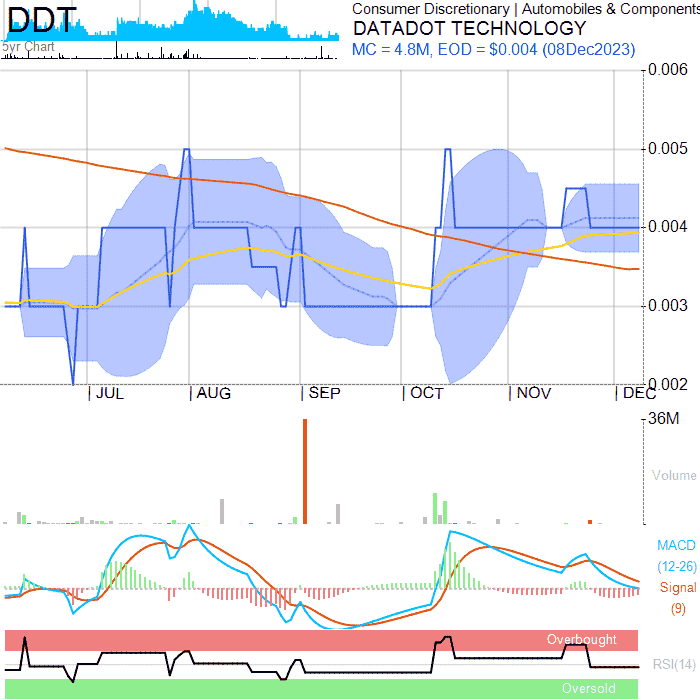 DDT
5yr Chart
Consumer Discretionary | Automobiles & Components
DATADOT TECHNOLOGY
MC = 4.8M, EOD = $0.004 (08Dec2023)
0.006
0.005
0.004
0.003
0.002
JUL AUG SEP OCT NOV DEC
36M
Volume
MACD
(12-26)
Signal
(9)
Overbought
RSI(14)
Oversold